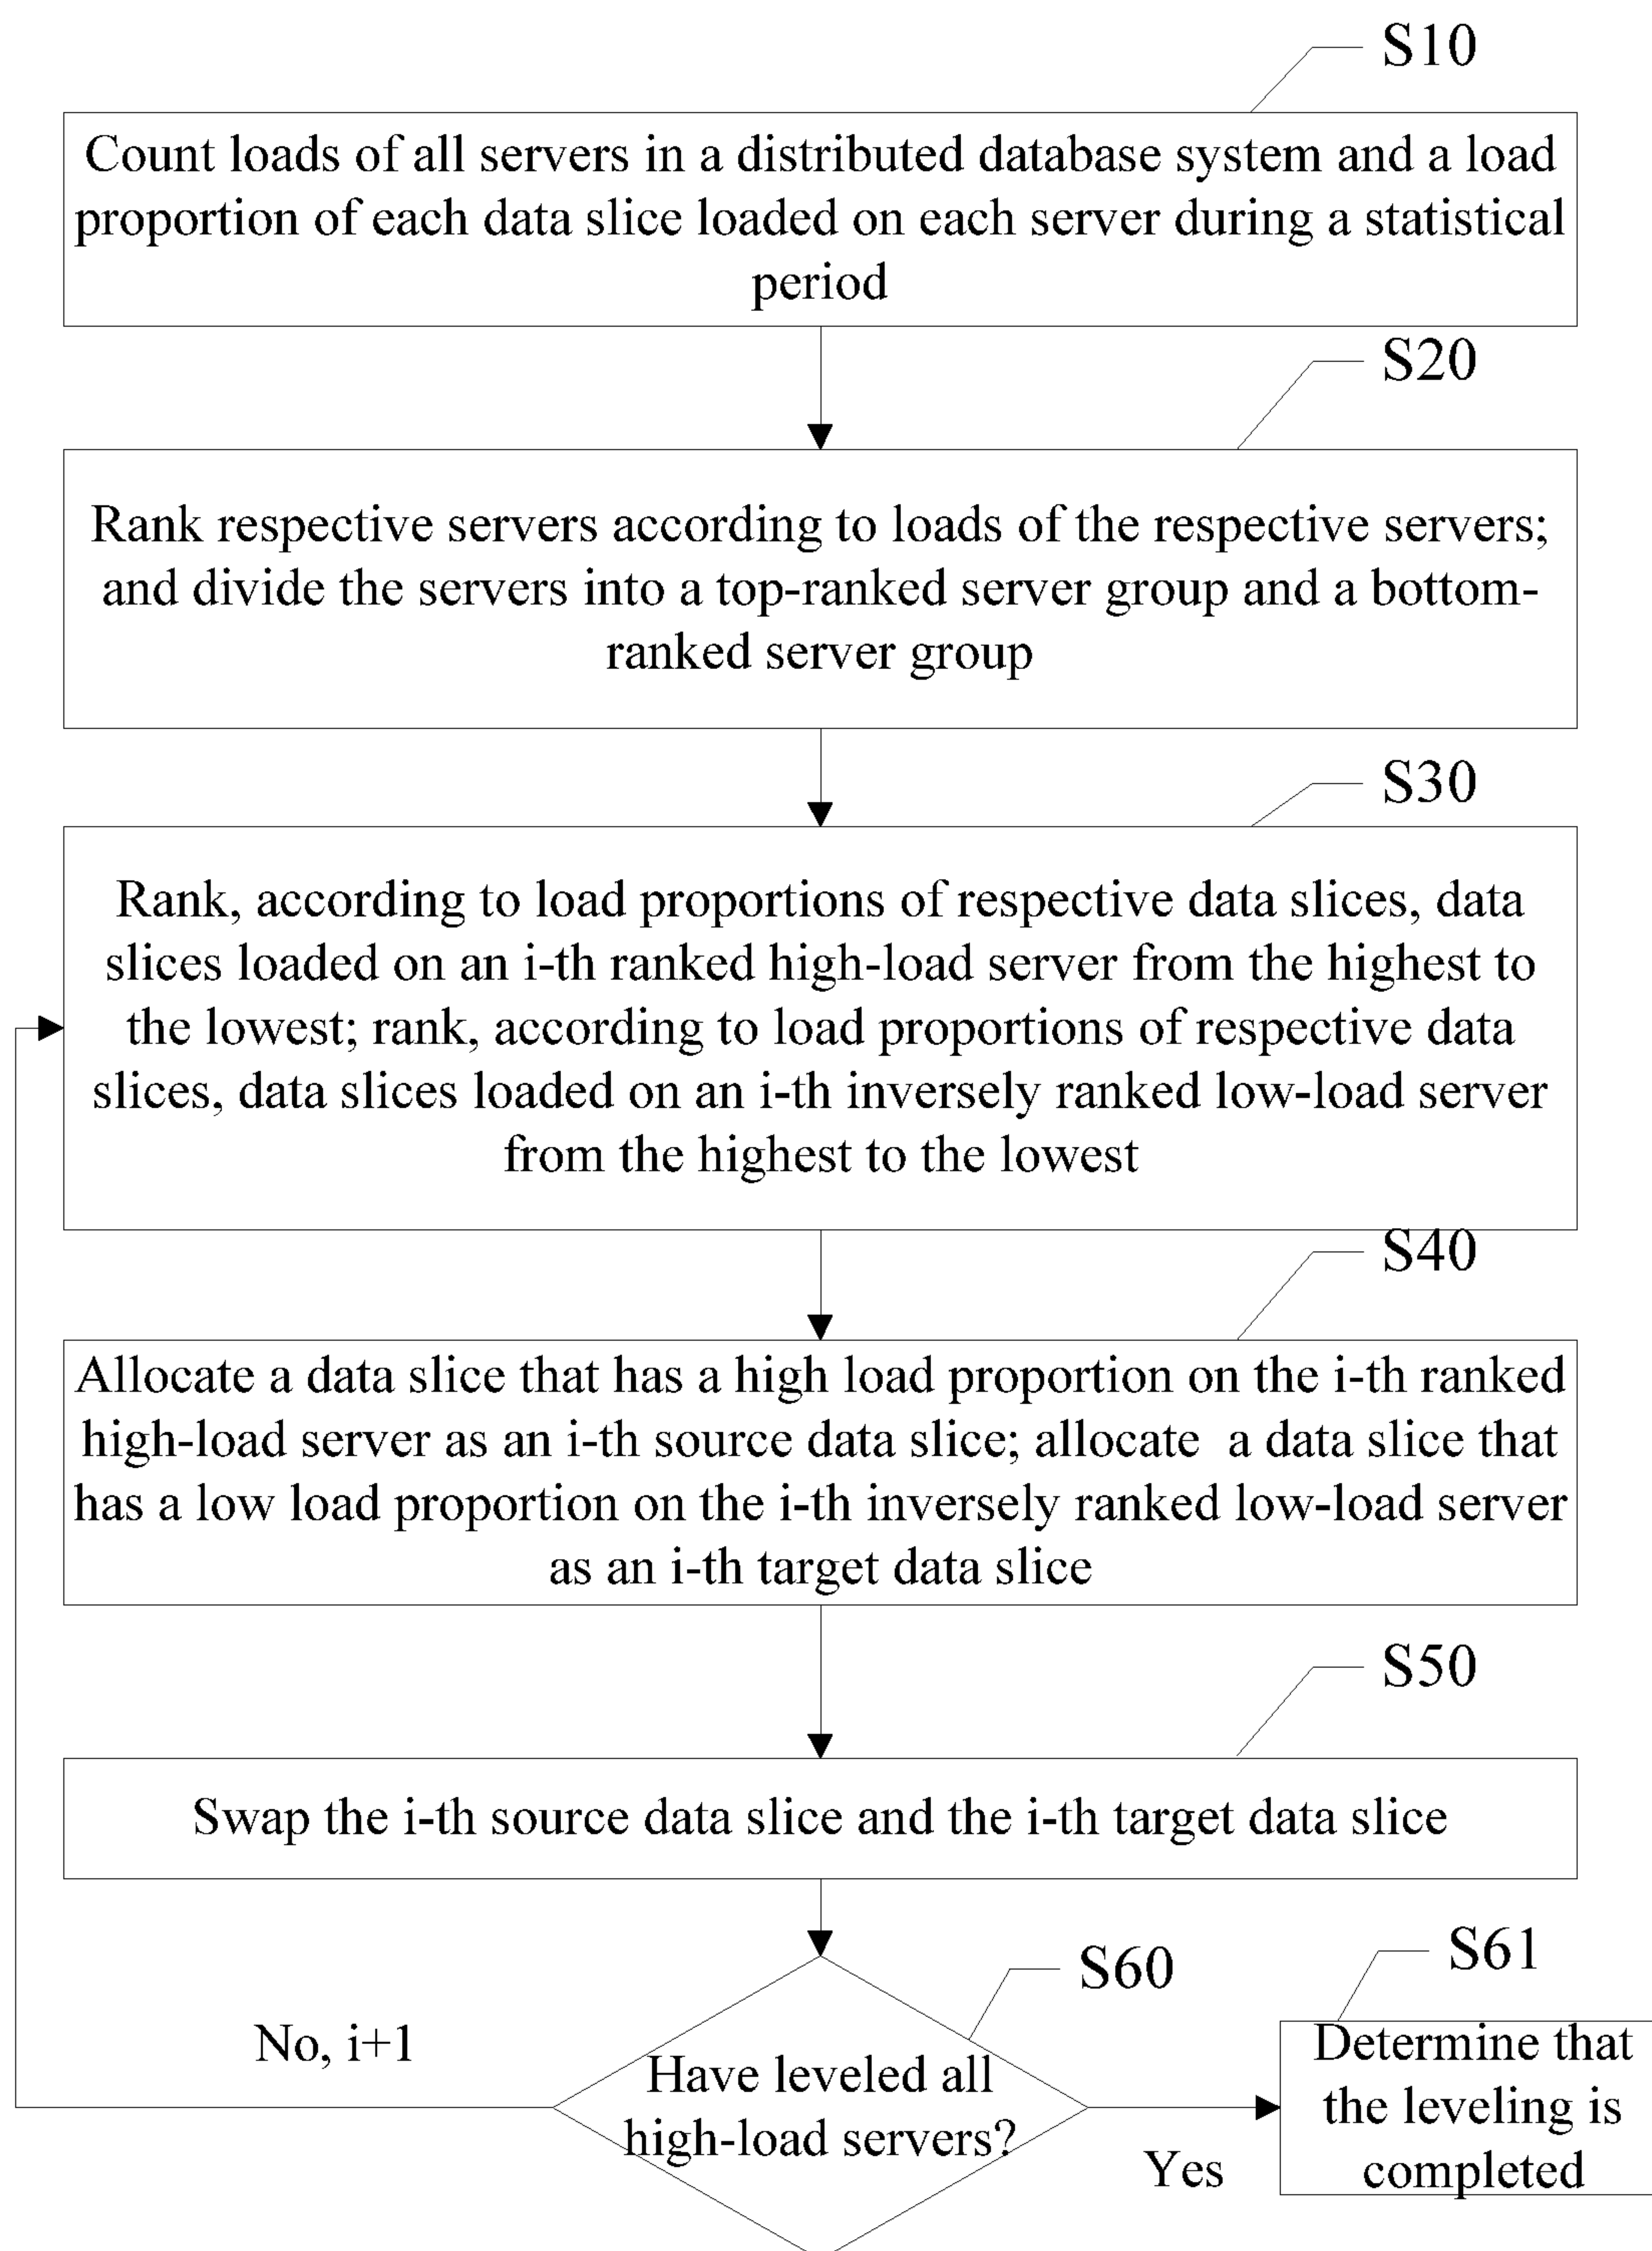 S10
Count loads of all servers in a distributed database system and a load
proportion of each data slice loaded on each server during a statistical
period
S20
Rank respective servers according to loads of the respective servers;
and divide the servers into a top-ranked server group and a bottom-
ranked server group
S30
Rank, according to load proportions of respective data slices, data
slices loaded on an i-th ranked high-load server from the highest to
the lowest; rank, according to load proportions of respective data
slices, data slices loaded on an i-th inversely ranked low-load server
from the highest to the lowest
S40
Allocate a data slice that has a high load proportion on the i-th ranked
high-load server as an i-th source data slice; allocate a data slice that
has a low load proportion on the i-th inversely ranked low-load server
as an i-th target data slice
S50
Swap the i-th source data slice and the i-th target data slice
S60
S61
No, i+1
Have leveled all
high-load servers?
Yes
Determine that
the leveling is
completed